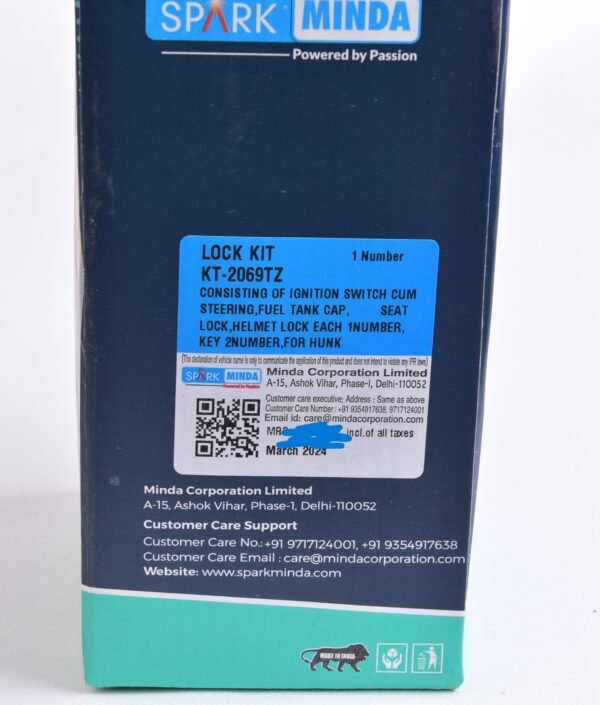 SPARK MINDA
Powered by Passion
LOCK KIT 1 Number
KT-2069TZ
CONSISTING OF IGNITION SWITCH CUM
STEERING,FUEL TANK CAP, SEAT
LOCK,HELMET LOCK EACH 1NUMBER,
KEY 2NUMBER,FOR HUNK
(The declaration of vehicle name is only to communicate the application of this product and does not intend to violate any IPR laws)
SPARK MINDA
Powered by Passion
Minda Corporation Limited
A-15, Ashok Vihar, Phase-I, Delhi-110052
Customer care executive; Address : Same as above
Customer Care Number : +91 9354917638, 9717124001
Email id: care@mindacorporation.com
MRP incl.of all taxes
March 2024
Minda Corporation Limited
A-15, Ashok Vihar, Phase-1, Delhi-110052
Customer Care Support
Customer Care No.:+91 9717124001, +91 9354917638
Customer Care Email : care@mindacorporation.com
Website: www.sparkminda.com
MAKE IN INDIA